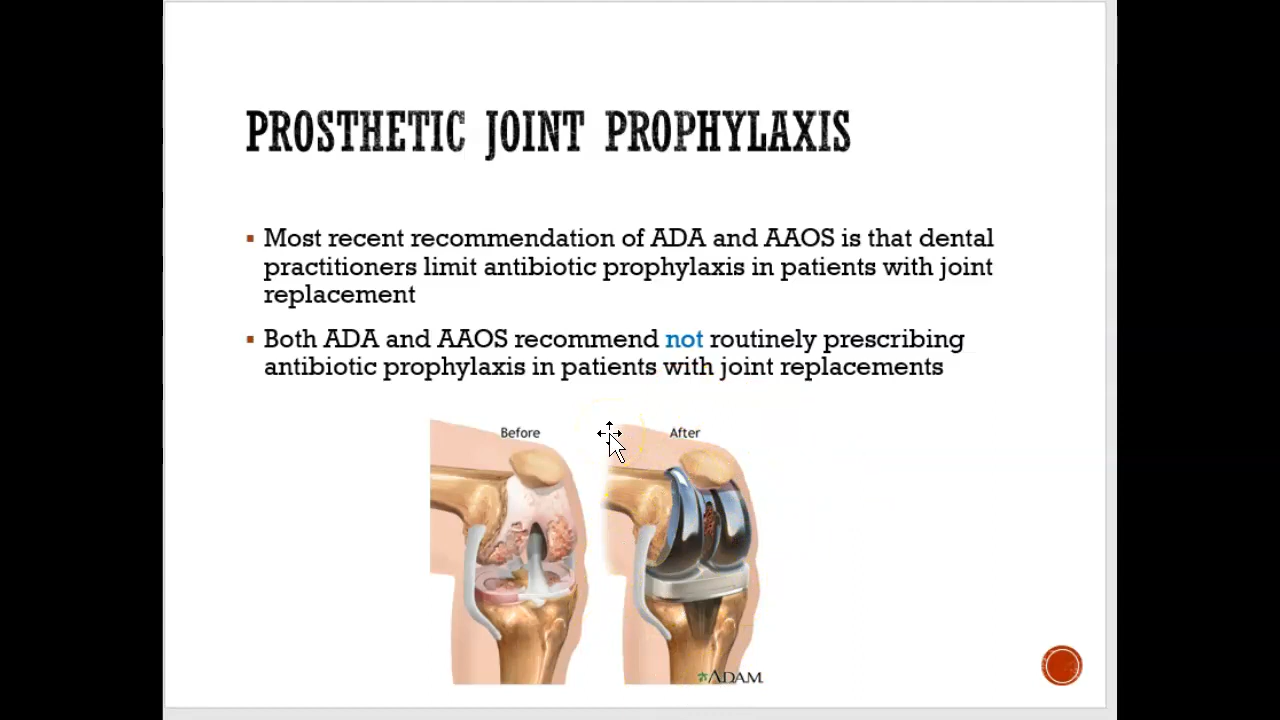 PROSTHETIC JOINT PROPHYLAXIS
▪ Most recent recommendation of ADA and AAOS is that dental
practitioners limit antibiotic prophylaxis in patients with joint
replacement
▪ Both ADA and AAOS recommend not routinely prescribing
antibiotic prophylaxis in patients with joint replacements
Before
After
ADAM.